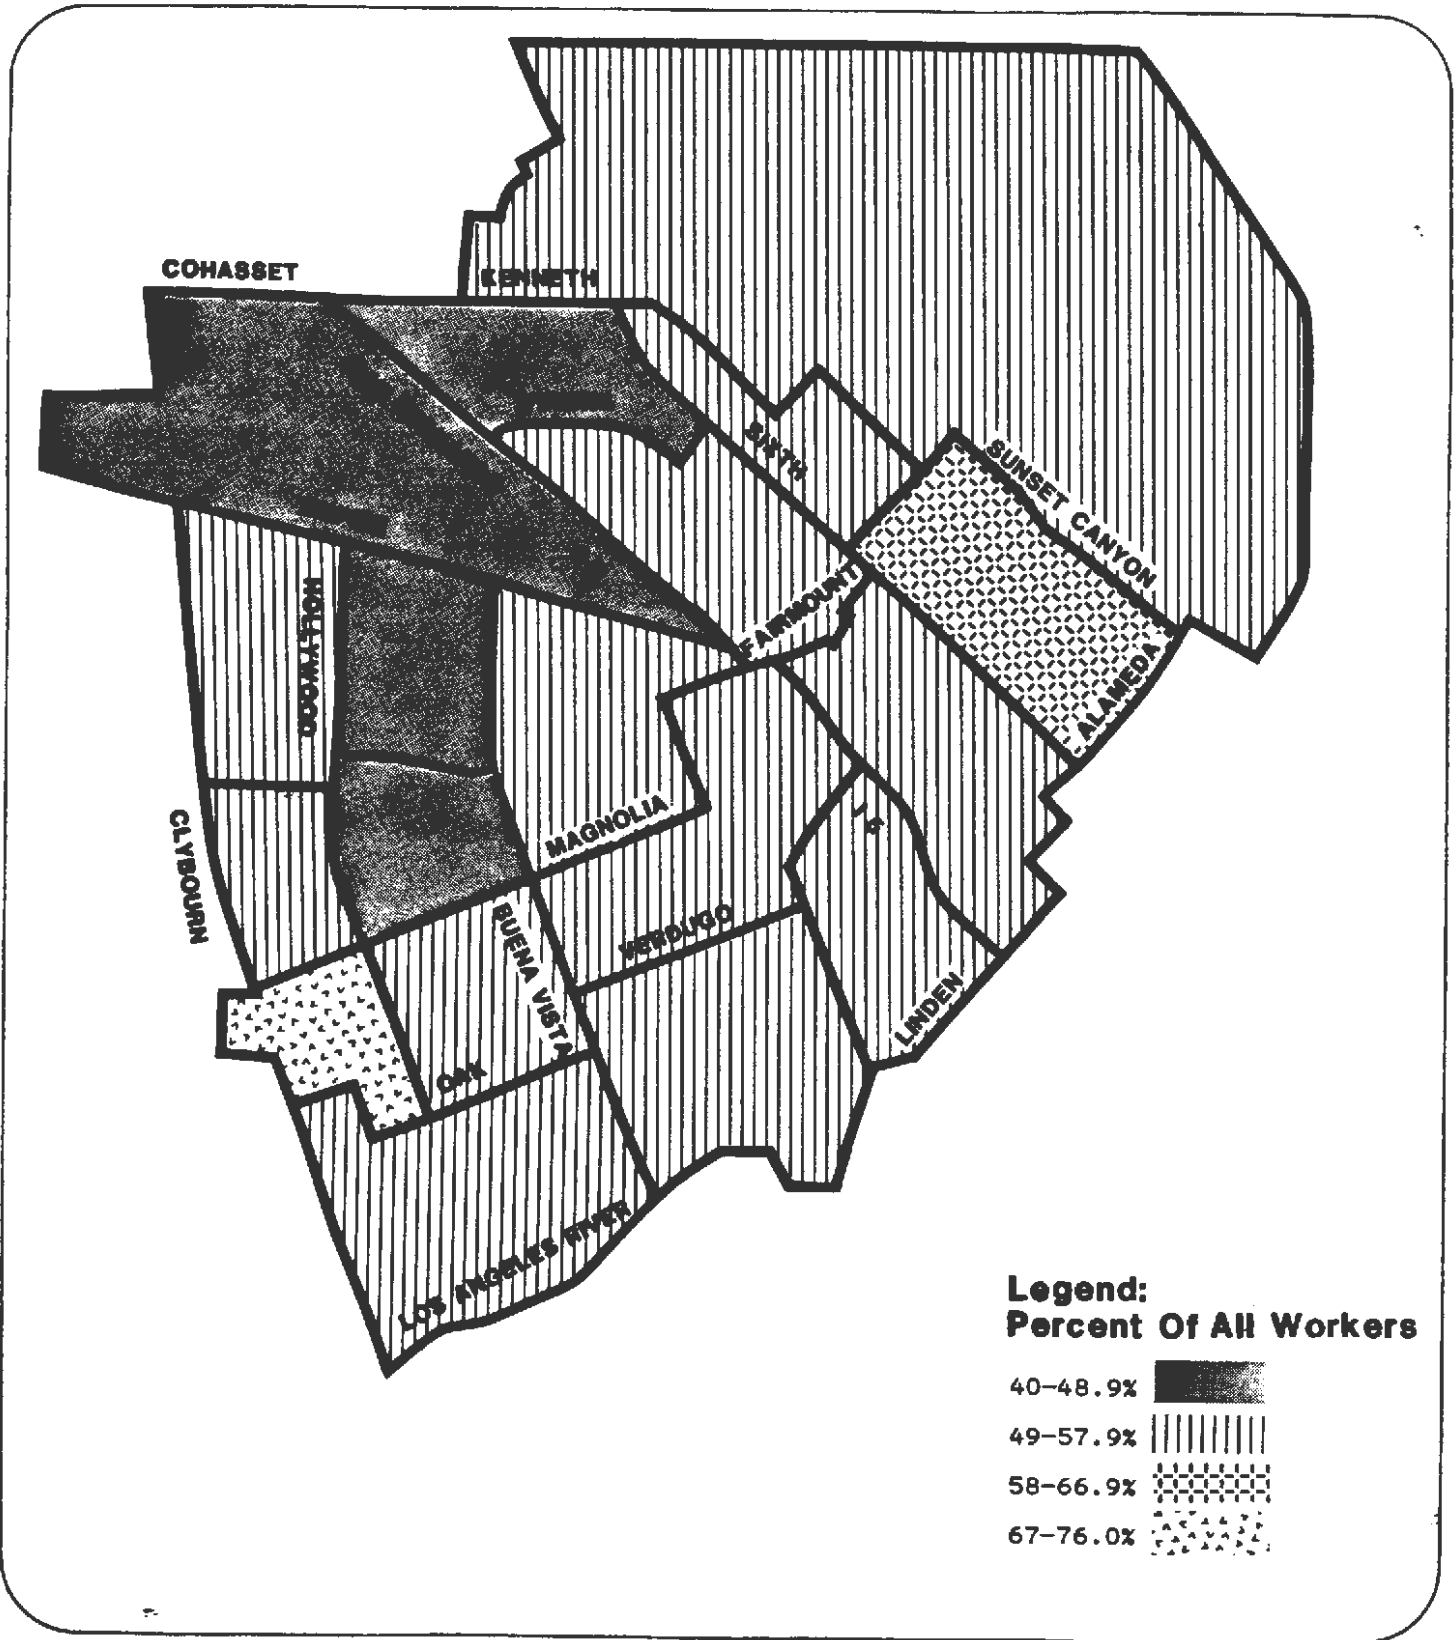 COHASSET
KENNETH
SIXTH
SUNSET CANYON
FAIRMOUNT
HOLLYWOOD
ALAMEDA
MAGNOLIA
CLYBOURN
BUENA VISTA
VERDUGO
LINDEN
OAK
LOS ANGELES RIVER
Legend:
Percent Of All Workers
40-48.9%
49-57.9%
58-66.9%
67-76.0%